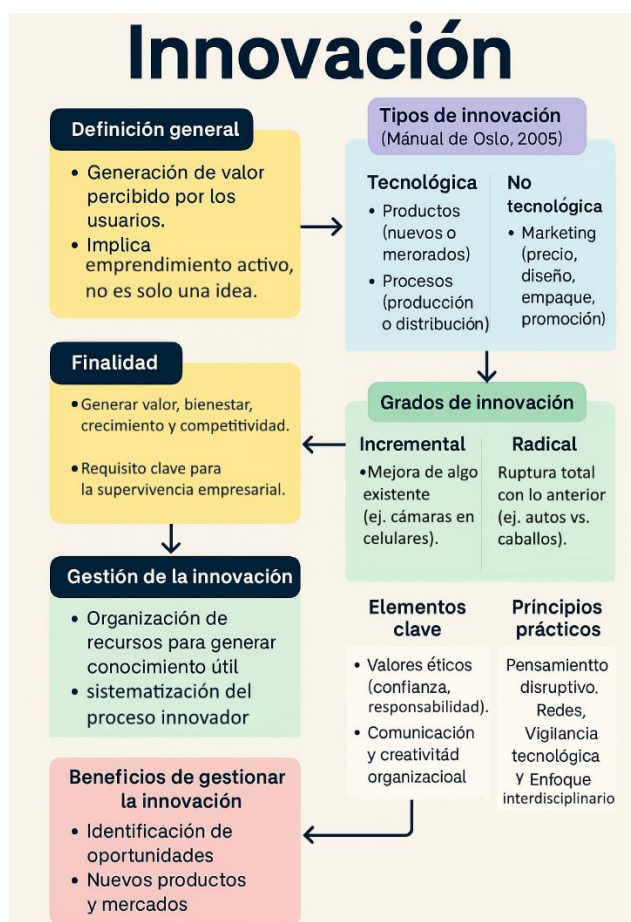 Innovación
Definición general
• Generación de valor
percibido por los
usuarios.
• Implica
emprendimiento activo,
no es solo una idea.
Tipos de innovación
(Mánual de Oslo, 2005)
Tecnológica
• Productos
(nuevos o
merorados)
• Procesos
(producción
o distribución)
No
tecnológica
• Marketing
(precio,
diseño,
empaque,
promoción)
Grados de innovación
Incremental
•Mejora de algo
existente
(ej. cámaras en
celulares).
Radical
Ruptura total
con lo anterior
(ej. autos vs.
caballos).
Finalidad
•Generar valor, bienestar,
crecimiento y competitividad.
•Requisito clave para
la supervivencia empresarial.
Gestión de la innovación
• Organización de
recursos para generar
conocimiento útil
• sistematización del
proceso innovador
Elementos
clave
• Valores éticos
(confianza,
responsabilidad).
• Comunicación
y creativitád
organizacioal
Príncipios
prácticos
Pensamientto
disruptivo.
Redes,
Vigilancia
tecnológica
y Enfoque
interdisciplinario
Beneficios de gestionar
la innovación
• Identificación de
oportunidades
• Nuevos productos
y mercados